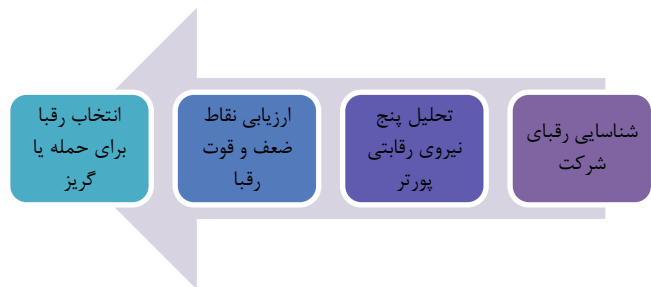 شناسایی رقبای
شرکت
تحلیل پنج
نیروی رقابتی
پورتر
ارزیابی نقاط
ضعف و قوت
رقبا
انتخاب رقبا
برای حمله یا
گریز